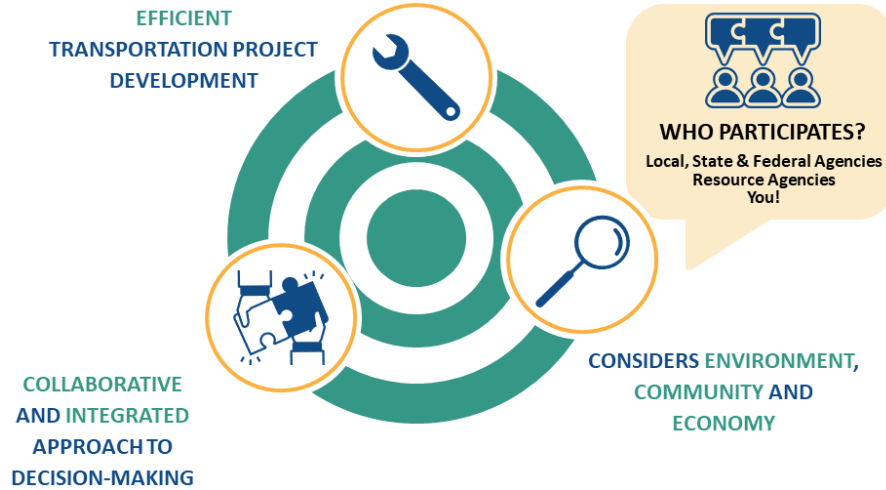 EFFICIENT
TRANSPORTATION PROJECT
DEVELOPMENT
WHO PARTICIPATES?
Local, State & Federal Agencies
Resource Agencies
You!
CONSIDERS ENVIRONMENT,
COMMUNITY AND
ECONOMY
COLLABORATIVE
AND INTEGRATED
APPROACH TO
DECISION-MAKING